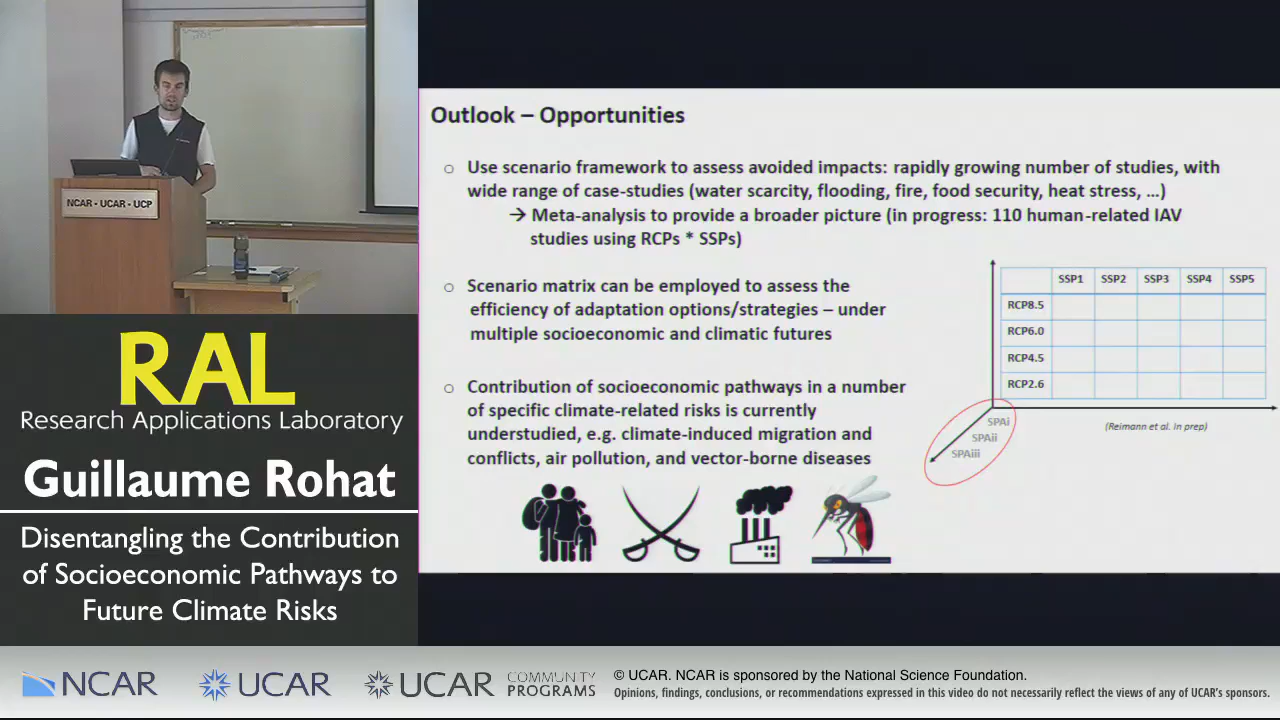 NCAR - UCAR - UCP
RAL
Research Applications Laboratory
Guillaume Rohat
Disentangling the Contribution
of Socioeconomic Pathways to
Future Climate Risks
Outlook – Opportunities
○ Use scenario framework to assess avoided impacts: rapidly growing number of studies, with
wide range of case-studies (water scarcity, flooding, fire, food security, heat stress, ...)
→ Meta-analysis to provide a broader picture (in progress: 110 human-related IAV
studies using RCPs * SSPs)
○ Scenario matrix can be employed to assess the
efficiency of adaptation options/strategies – under
multiple socioeconomic and climatic futures
○ Contribution of socioeconomic pathways in a number
of specific climate-related risks is currently
understudied, e.g. climate-induced migration and
conflicts, air pollution, and vector-borne diseases
SSP1 SSP2 SSP3 SSP4 SSP5
RCP8.5
RCP6.0
RCP4.5
RCP2.6
SPAi
SPAii
SPAiii
(Reimann et al. In prep)
NCAR
UCAR
UCAR
COMMUNITY
PROGRAMS
© UCAR. NCAR is sponsored by the National Science Foundation.
Opinions, findings, conclusions, or recommendations expressed in this video do not necessarily reflect the views of any of UCAR's sponsors.